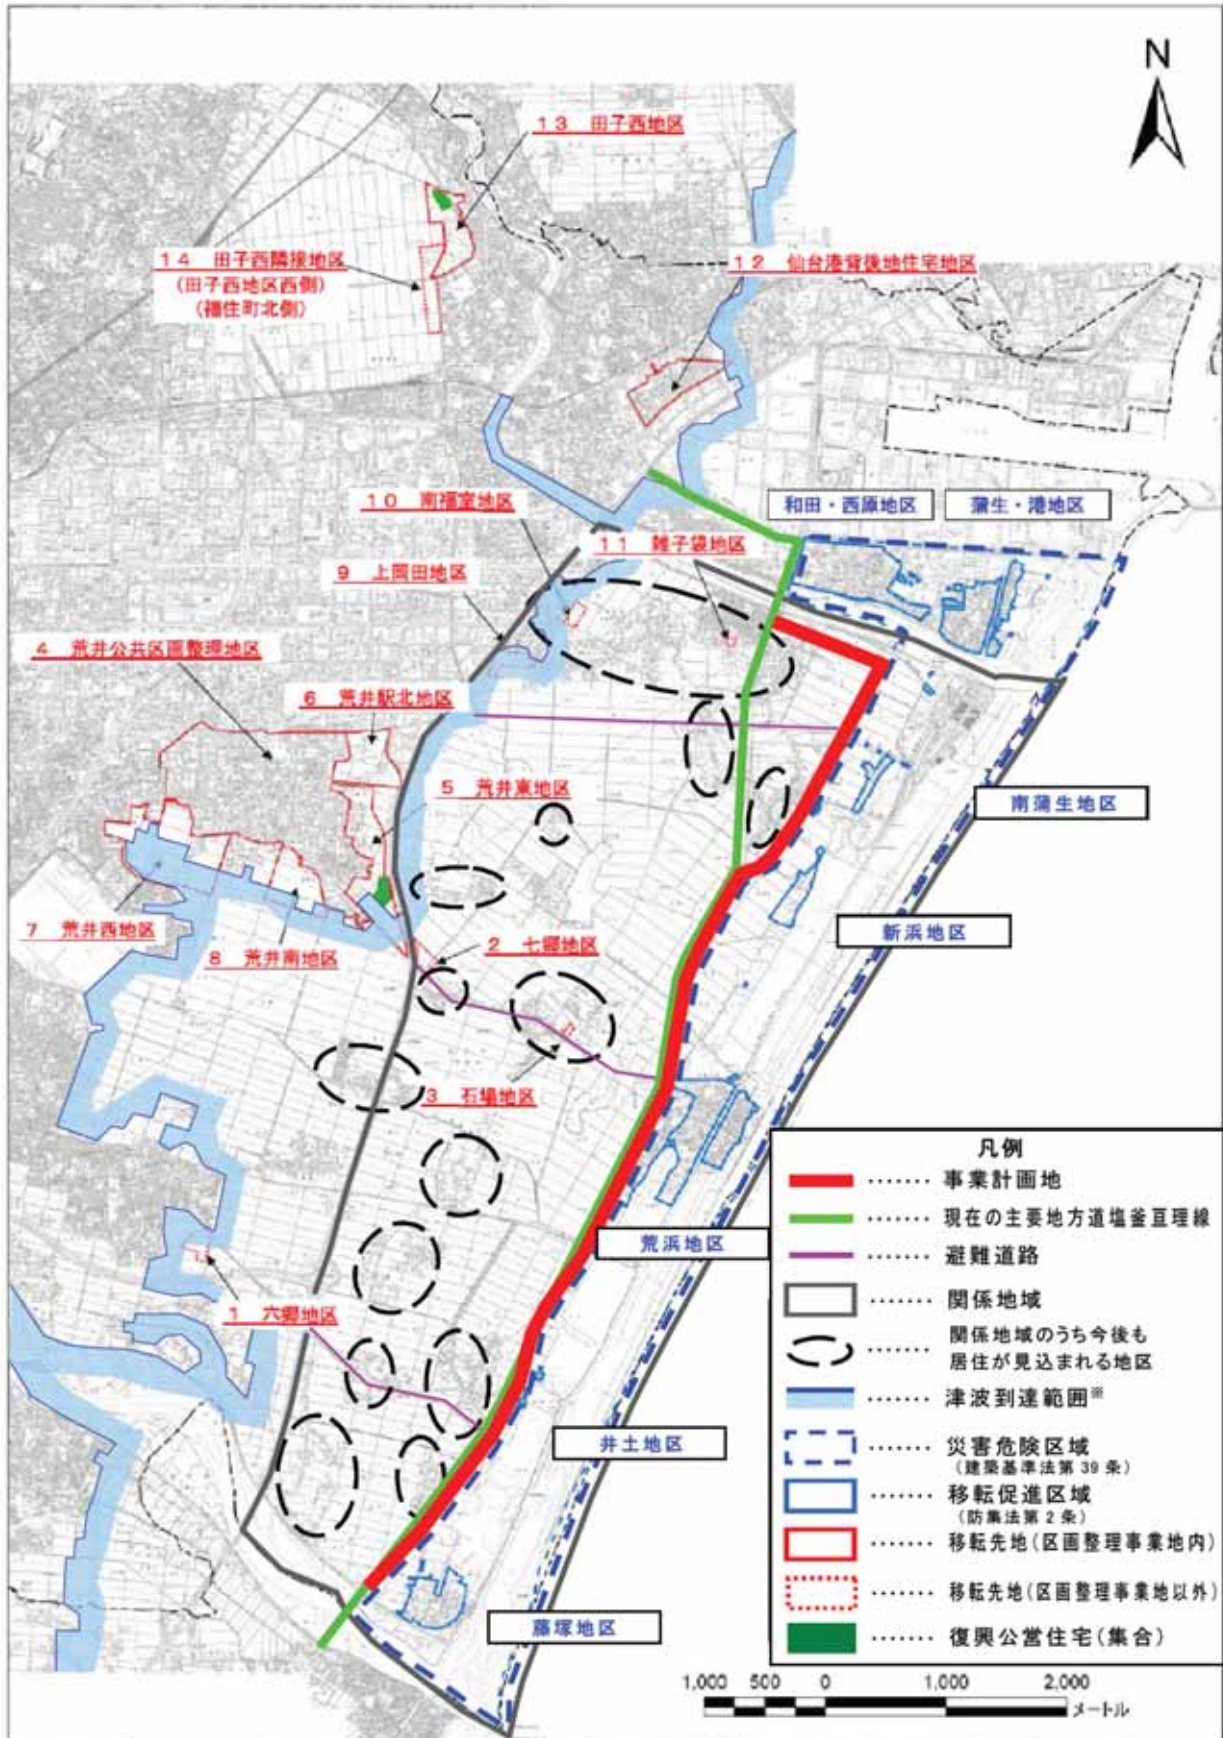 N
13 田子西地区
14 田子西隣接地区
(田子西地区西側)
(福住町北側)
12 仙台港背後地住宅地区
10 南福室地区
和田・西原地区
蒲生・港地区
11 雑子袋地区
9 上岡田地区
4 荒井公共区画整理地区
6 荒井駅北地区
5 荒井東地区
南蒲生地区
7 荒井西地区
8 荒井南地区
2 七郷地区
新浜地区
3 石場地区
荒浜地区
1 六郷地区
井土地区
藤塚地区
凡例
‥‥‥ 事業計画地
‥‥‥ 現在の主要地方道塩釜亘理線
‥‥‥ 避難道路
‥‥‥ 関係地域
‥‥‥ 関係地域のうち今後も
居住が見込まれる地区
‥‥‥ 津波到達範囲※
‥‥‥ 災害危険区域
(建築基準法第39条)
‥‥‥ 移転促進区域
(防集法第2条)
‥‥‥ 移転先地(区画整理事業地内)
‥‥‥ 移転先地(区画整理事業地以外)
‥‥‥ 復興公営住宅(集合)
1,000 500 0 1,000 2,000
メートル